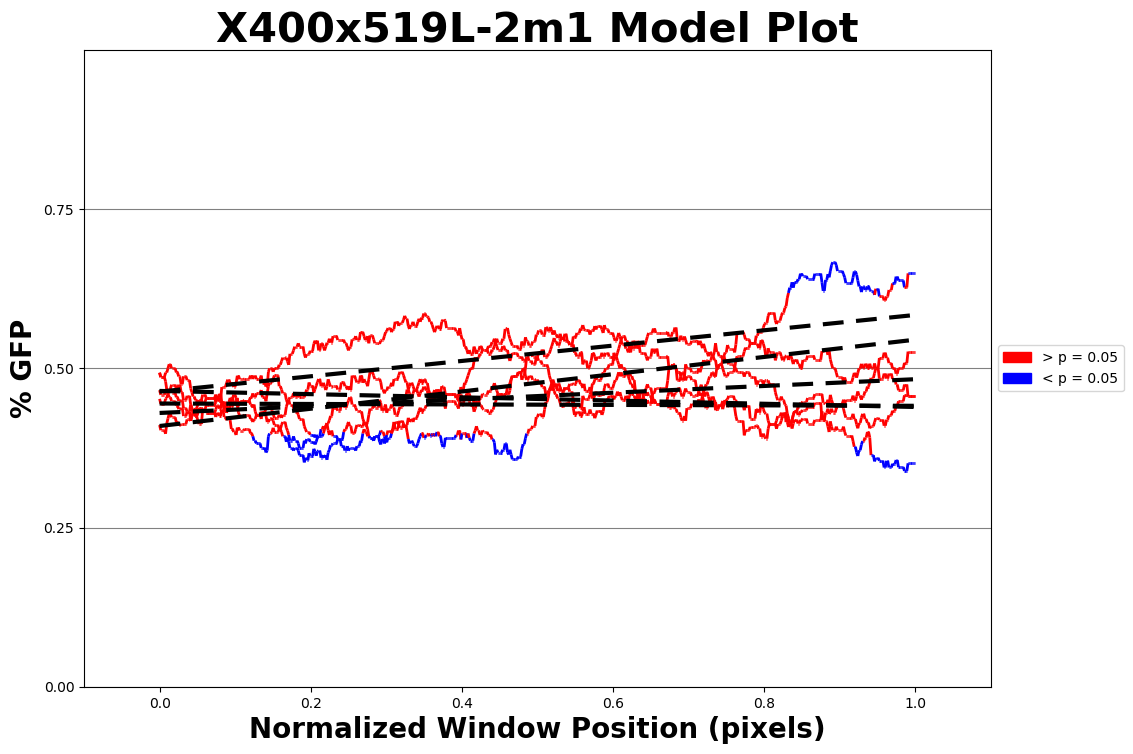 X400x519L-2m1 Model Plot
% GFP
0.75
0.50
0.25
0.00
0.0 0.2 0.4 0.6 0.8 1.0
Normalized Window Position (pixels)
> p = 0.05
< p = 0.05